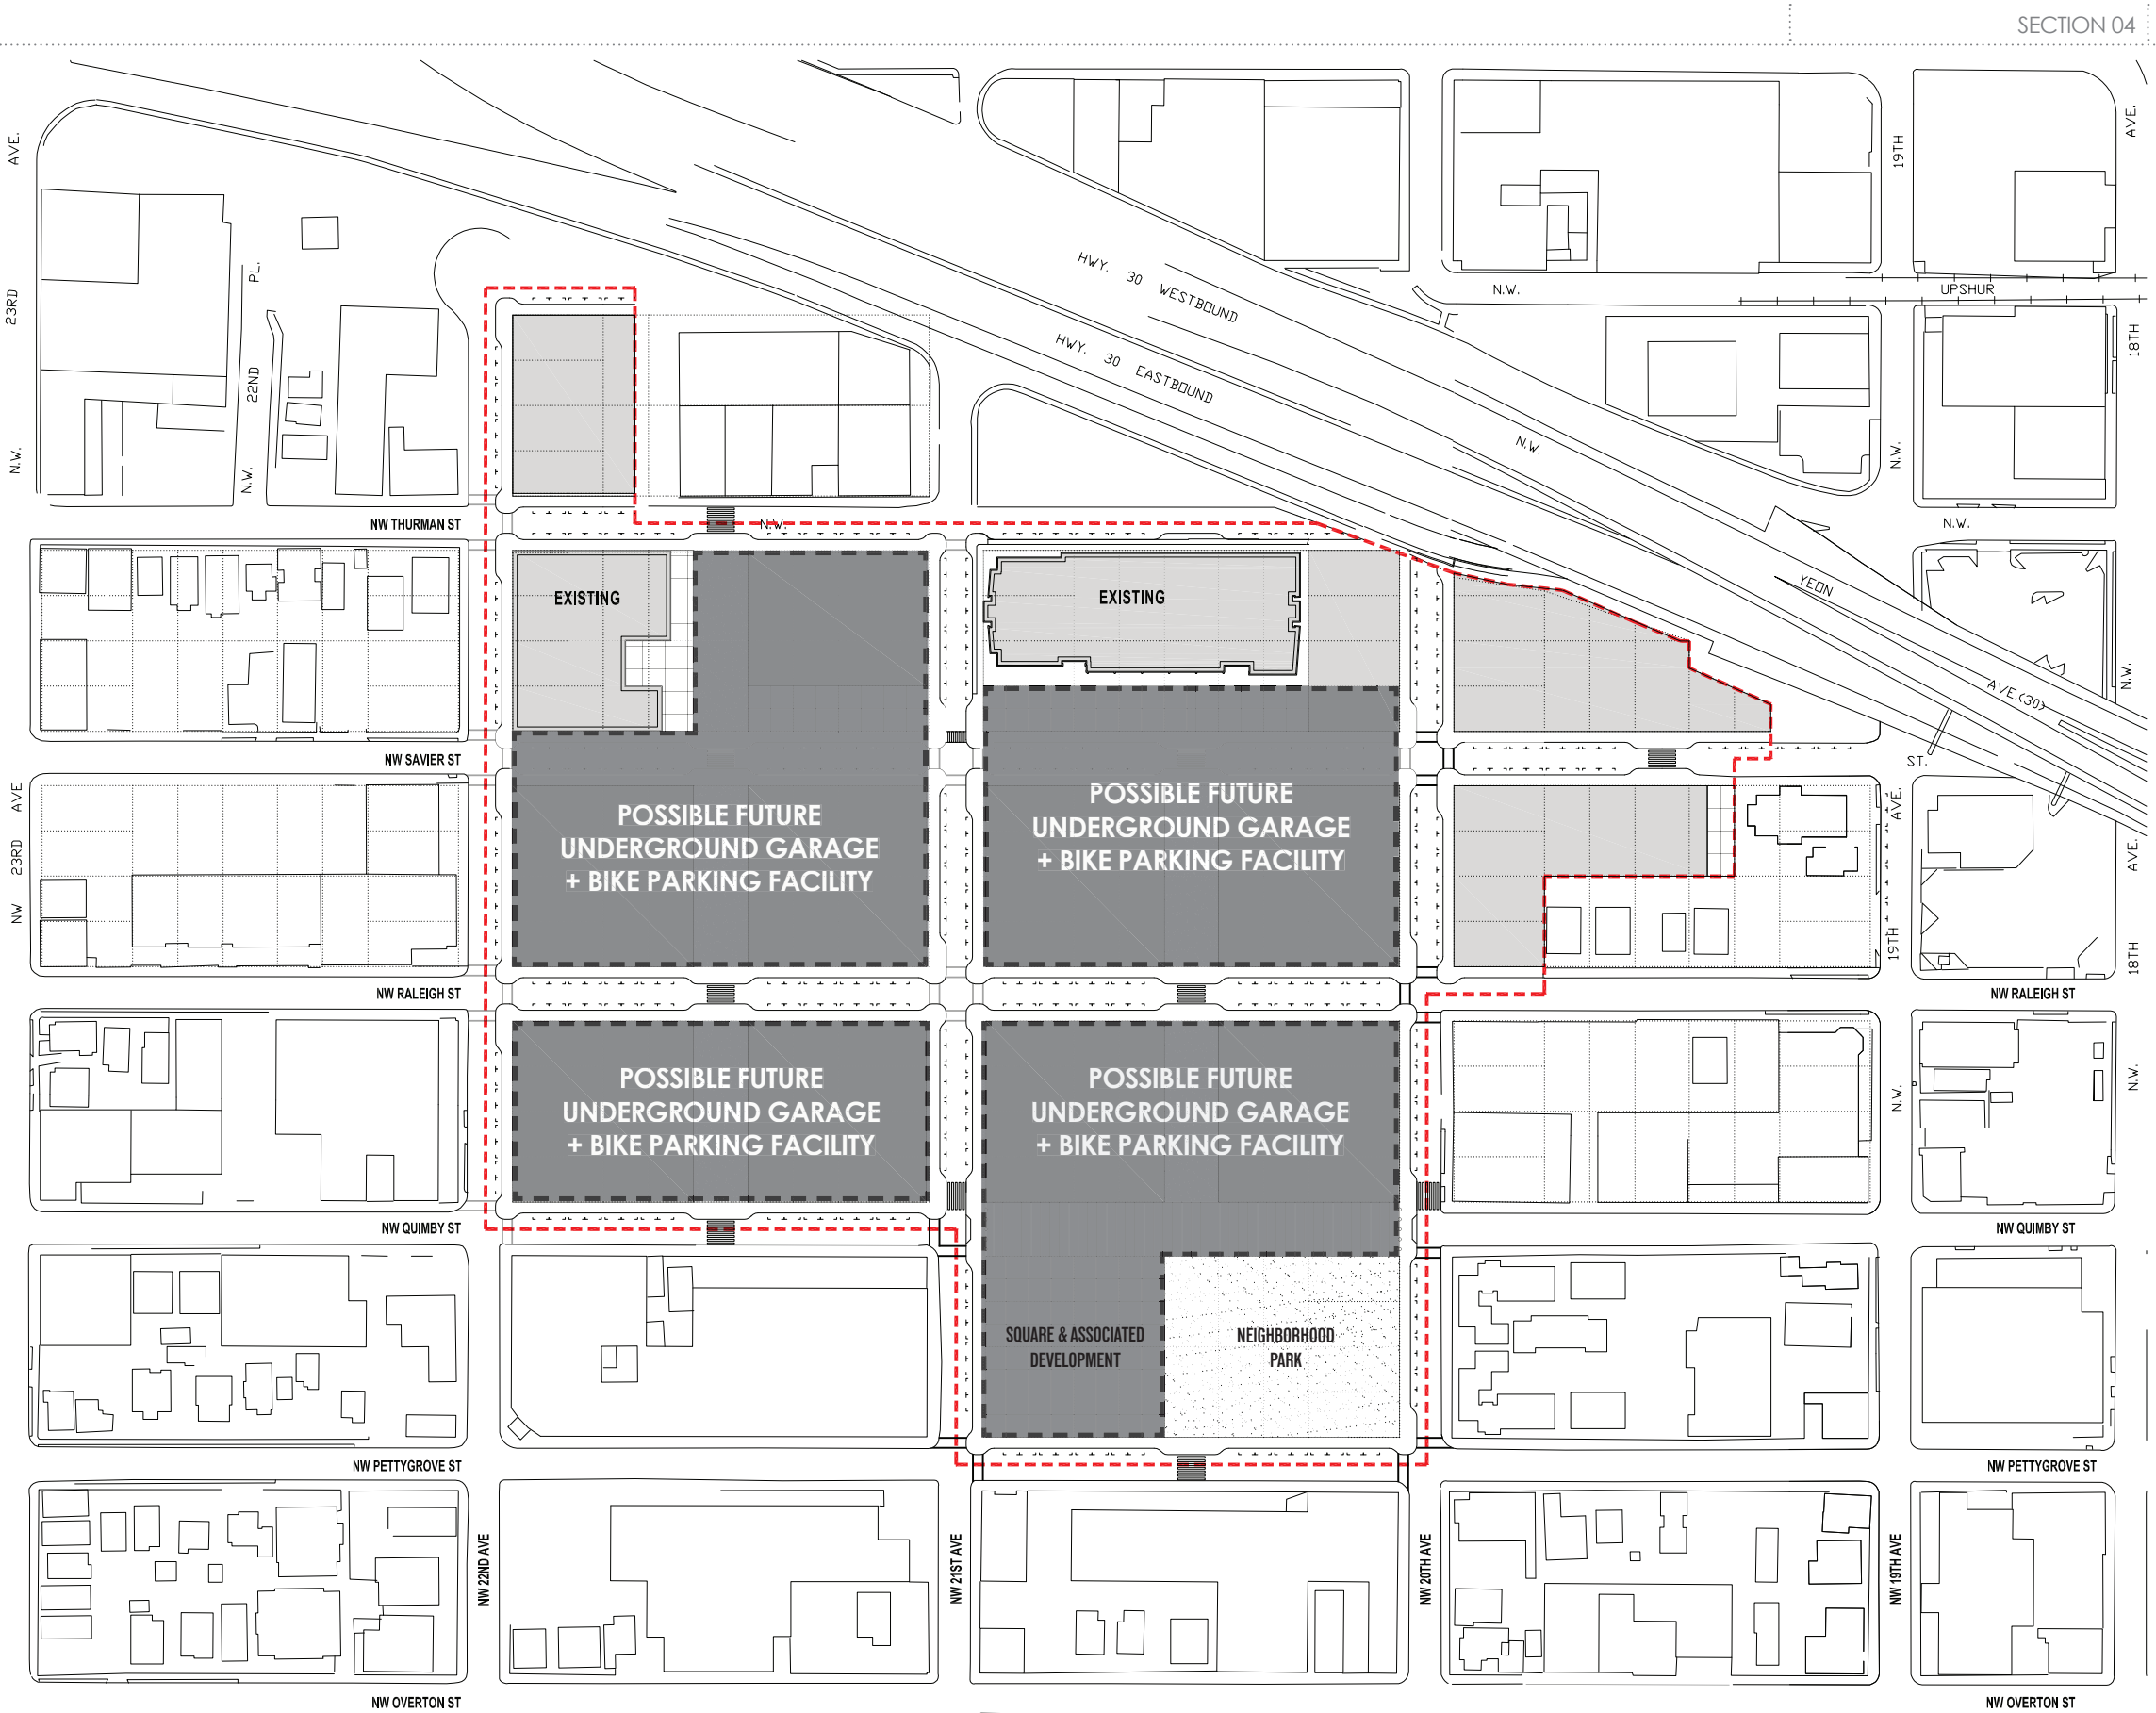 SECTION 04
AVE.
23RD
N.W.
PL.
22ND
N.W.
HWY. 30 WESTBOUND
HWY. 30 EASTBOUND
N.W.
N.W.
UPSHUR
19TH
N.W.
AVE.
18TH
NW THURMAN ST
N.W.
N.W.
YEON
AVE.(30)
N.W.
EXISTING
EXISTING
NW SAVIER ST
ST.
AVE
23RD
NW
POSSIBLE FUTURE
UNDERGROUND GARAGE
+ BIKE PARKING FACILITY
POSSIBLE FUTURE
UNDERGROUND GARAGE
+ BIKE PARKING FACILITY
AVE.
19TH
AVE.
18TH
NW RALEIGH ST
NW RALEIGH ST
N.W.
N.W.
POSSIBLE FUTURE
UNDERGROUND GARAGE
+ BIKE PARKING FACILITY
POSSIBLE FUTURE
UNDERGROUND GARAGE
+ BIKE PARKING FACILITY
NW QUIMBY ST
NW QUIMBY ST
SQUARE & ASSOCIATED
DEVELOPMENT
NEIGHBORHOOD
PARK
NW PETTYGROVE ST
NW PETTYGROVE ST
NW 22ND AVE
NW 21ST AVE
NW 20TH AVE
NW 19TH AVE
NW OVERTON ST
NW OVERTON ST